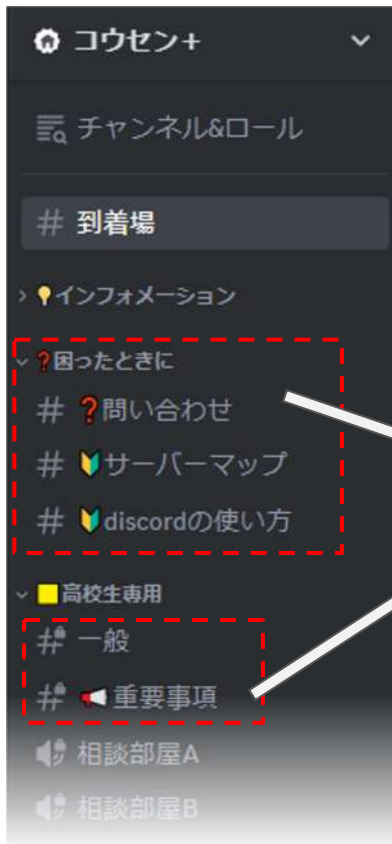 コウセン+
チャンネル&ロール
# 到着場
💡インフォメーション
❓困ったときに
# ❓問い合わせ
# 🔰サーバーマップ
# 🔰discordの使い方
🟨高校生専用
# 一般
# 📢重要事項
相談部屋A
相談部屋B